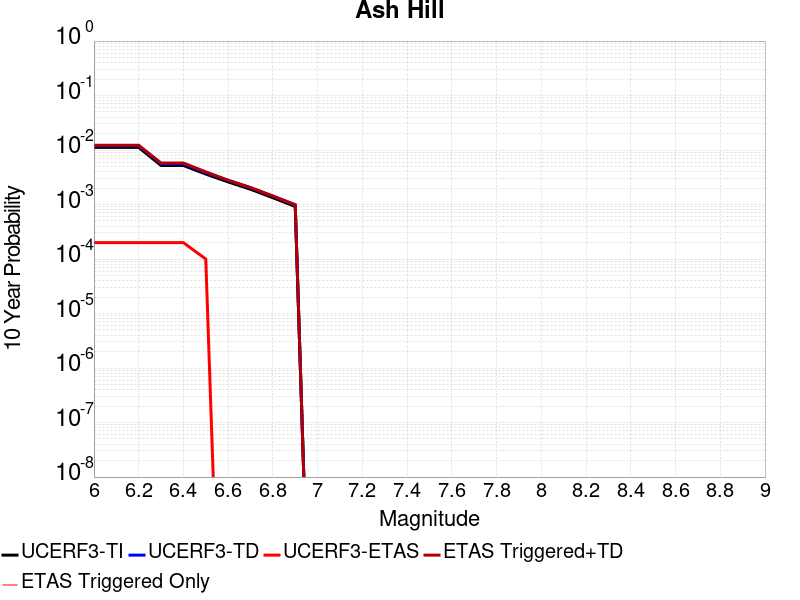 Ash Hill
10 0
10 -1
10 -2
10 -3
10 -4
10 -5
10 -6
10 -7
10 -8
10 Year Probability
6 6.2 6.4 6.6 6.8 7 7.2 7.4 7.6 7.8 8 8.2 8.4 8.6 8.8 9
Magnitude
UCERF3-TI UCERF3-TD UCERF3-ETAS ETAS Triggered+TD
ETAS Triggered Only